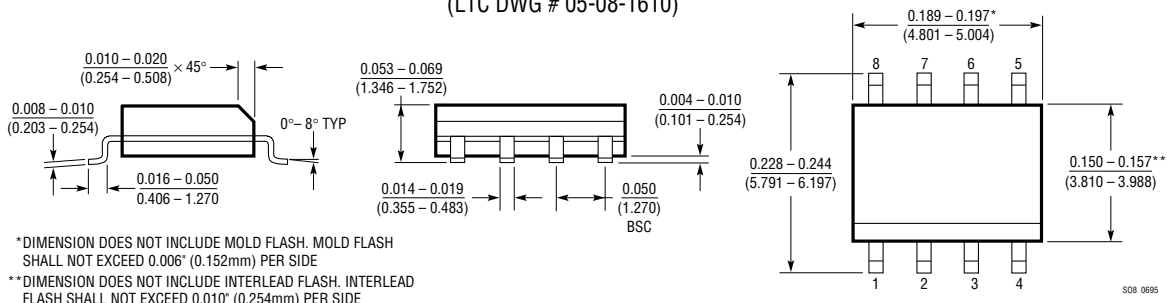 (LTC DWG # 05-08-1610)
0.010 – 0.020
(0.254 – 0.508)
× 45°
0.008 – 0.010
(0.203 – 0.254)
0°– 8° TYP
0.016 – 0.050
0.406 – 1.270
0.053 – 0.069
(1.346 – 1.752)
0.004 – 0.010
(0.101 – 0.254)
0.014 – 0.019
(0.355 – 0.483)
0.050
(1.270)
BSC
0.189 – 0.197*
(4.801 – 5.004)
8 7 6 5
0.228 – 0.244
(5.791 – 6.197)
0.150 – 0.157**
(3.810 – 3.988)
1 2 3 4
*DIMENSION DOES NOT INCLUDE MOLD FLASH. MOLD FLASH
SHALL NOT EXCEED 0.006" (0.152mm) PER SIDE
**DIMENSION DOES NOT INCLUDE INTERLEAD FLASH. INTERLEAD
FLASH SHALL NOT EXCEED 0.010" (0.254mm) PER SIDE
SO8 0695